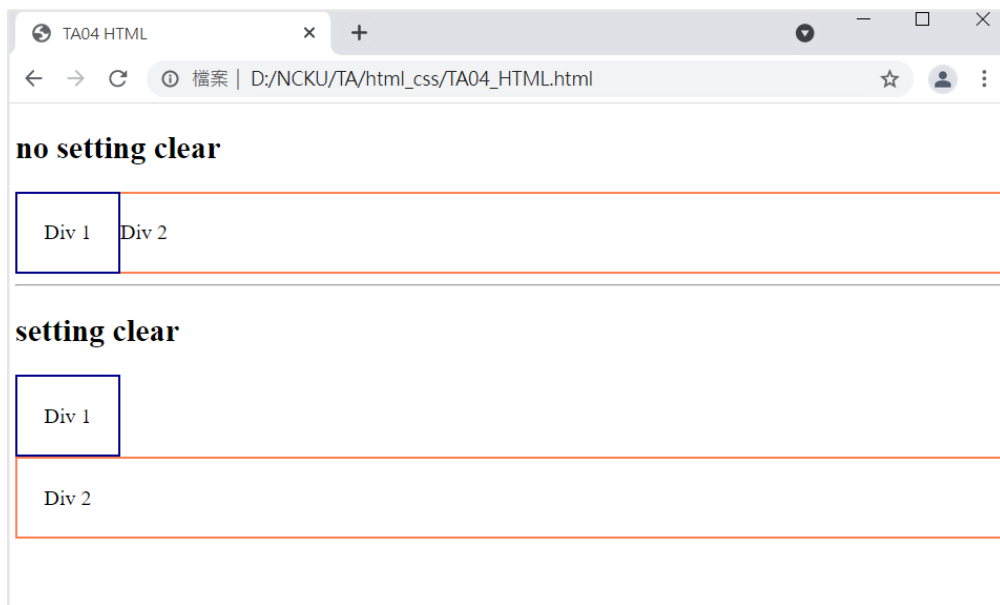 TA04 HTML
檔案 | D:/NCKU/TA/html_css/TA04_HTML.html
no setting clear
Div 1 Div 2
setting clear
Div 1
Div 2